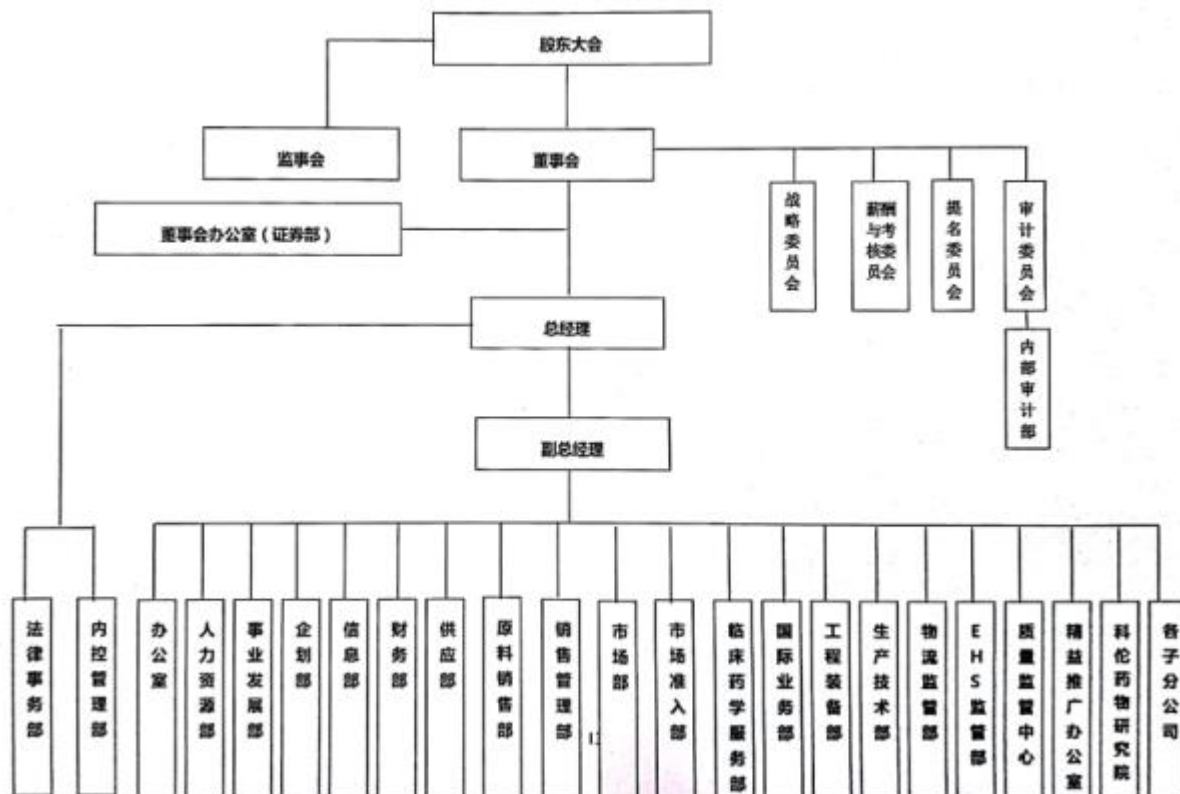 股东大会
监事会
董事会
战略委员会
薪酬与考核委员会
提名委员会
审计委员会
董事会办公室（证券部）
总经理
内部审计部
副总经理
法律事务部
内控管理部
办公室
人力资源部
事业发展部
企划部
信息部
财务部
供应部
原料销售部
销售管理部
市场部
市场准入部
临床药学服务部
国际业务部
工程装备部
生产技术部
物流监管部
EHS监管部
质量监管中心
精益推广办公室
科伦药物研究院
各子分公司